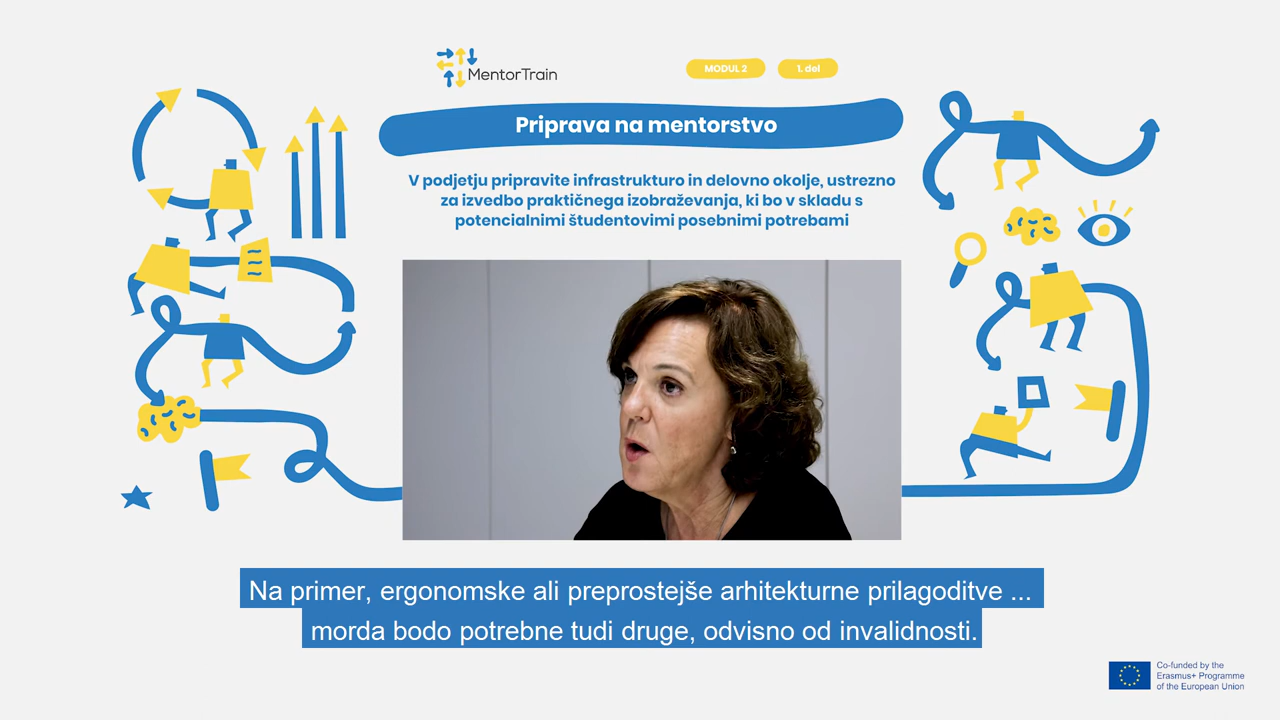 MentorTrain
MODUL 2
1. del
Priprava na mentorstvo
V podjetju pripravite infrastrukturo in delovno okolje, ustrezno
za izvedbo praktičnega izobraževanja, ki bo v skladu s
potencialnimi študentovimi posebnimi potrebami
Na primer, ergonomske ali preprostejše arhitekturne prilagoditve ...
morda bodo potrebne tudi druge, odvisno od invalidnosti.
Co-funded by the
Erasmus+ Programme
of the European Union